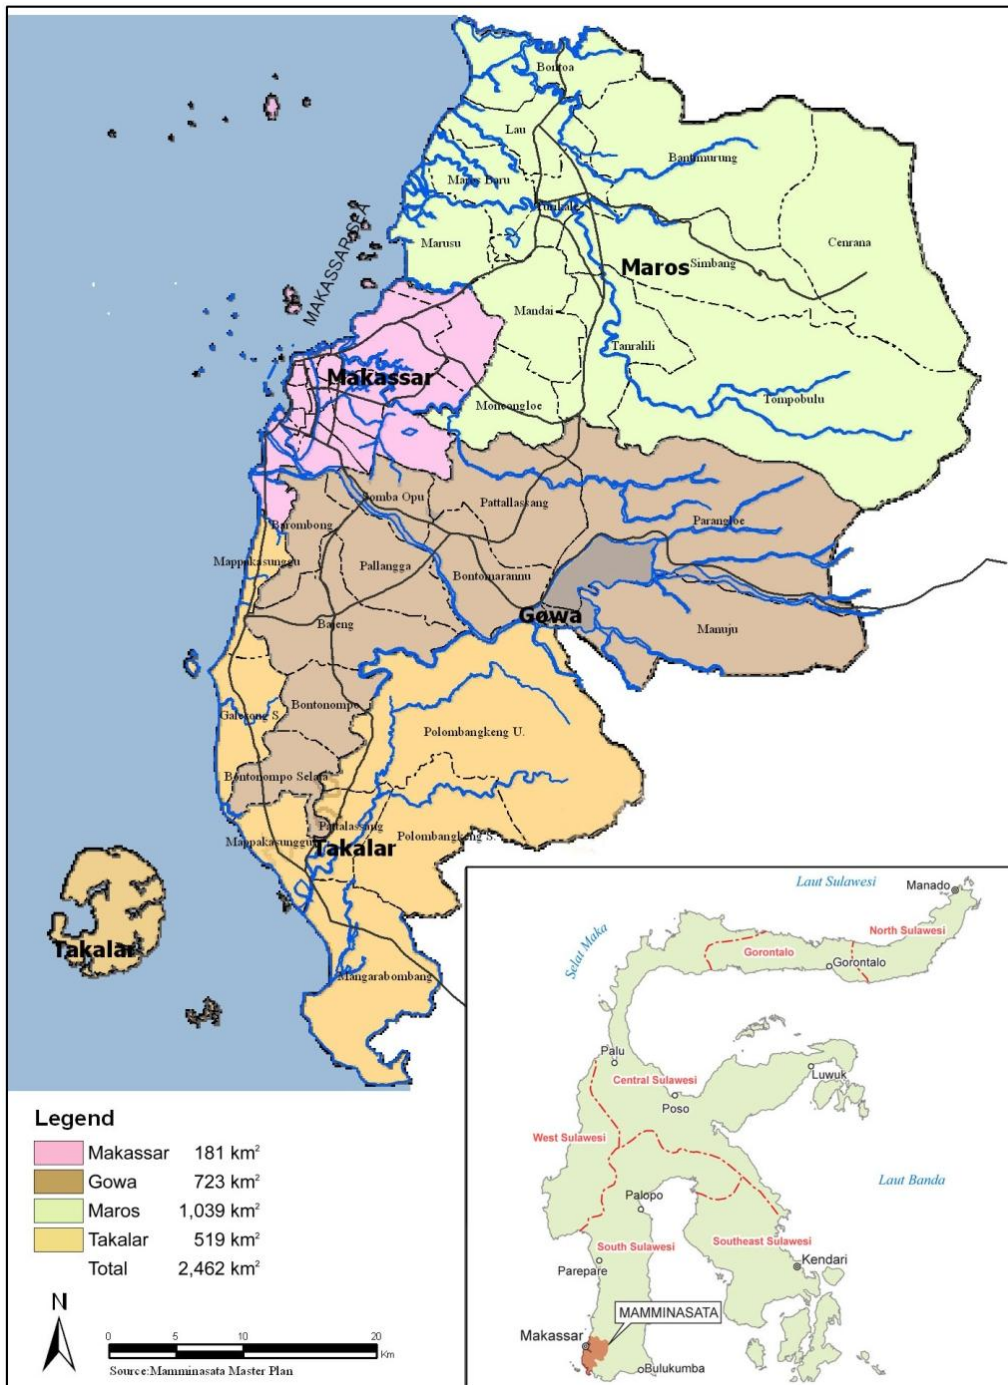 Bontoa
Lau
Bantimurung
Maros Baru
Turikale
MAKASSAR SEA
Marusu
Cenrana
Simbang
Maros
Mandai
Tanralili
Makassar
Moncongloe
Tompobulu
Somba Opu
Pattallassang
Barombong
Parangloe
Mappakasunggu
Pallangga
Bontomarannu
Gowa
Bajeng
Manuju
Galesong S.
Bontonompo
Polombangkeng U.
Bontonompo Selata
Pattalassang
Mappakasunggu
Polombangkeng S.
Takalar
Takalar
Mangarabombang
Legend
Makassar 181 km²
Gowa 723 km²
Maros 1,039 km²
Takalar 519 km²
Total 2,462 km²
N
0 5 10 20
Km
Source:Mamminasata Master Plan
Laut Sulawesi
Manado
North Sulawesi
Selat Maka
Gorontalo
Gorontalo
Palu
Luwuk
Central Sulawesi
Poso
West Sulawesi
Laut Banda
Palopo
Southeast Sulawesi
South Sulawesi
Kendari
Parepare
MAMMINASATA
Makassar
Bulukumba